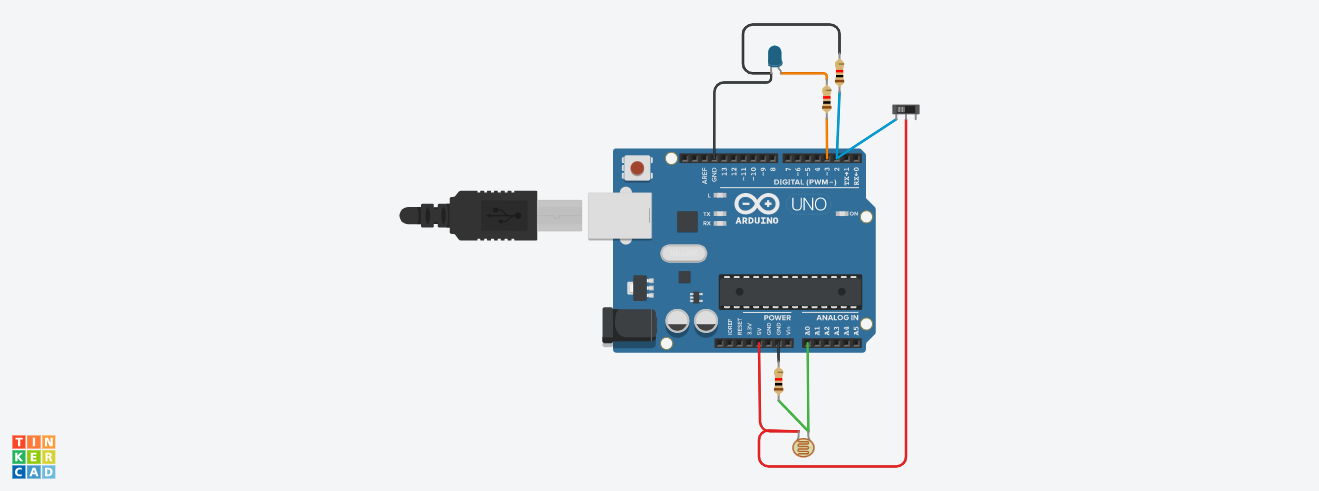 AREF
GND
13
12
~11
~10
~9
8
7
~6
~5
4
~3
2
TX→1
RX←0
DIGITAL (PWM~)
L
TX
RX
ARDUINO
UNO
ON
POWER
ANALOG IN
IOREF
RESET
3.3V
5V
GND
GND
Vin
A0
A1
A2
A3
A4
A5
TIN
KER
CAD